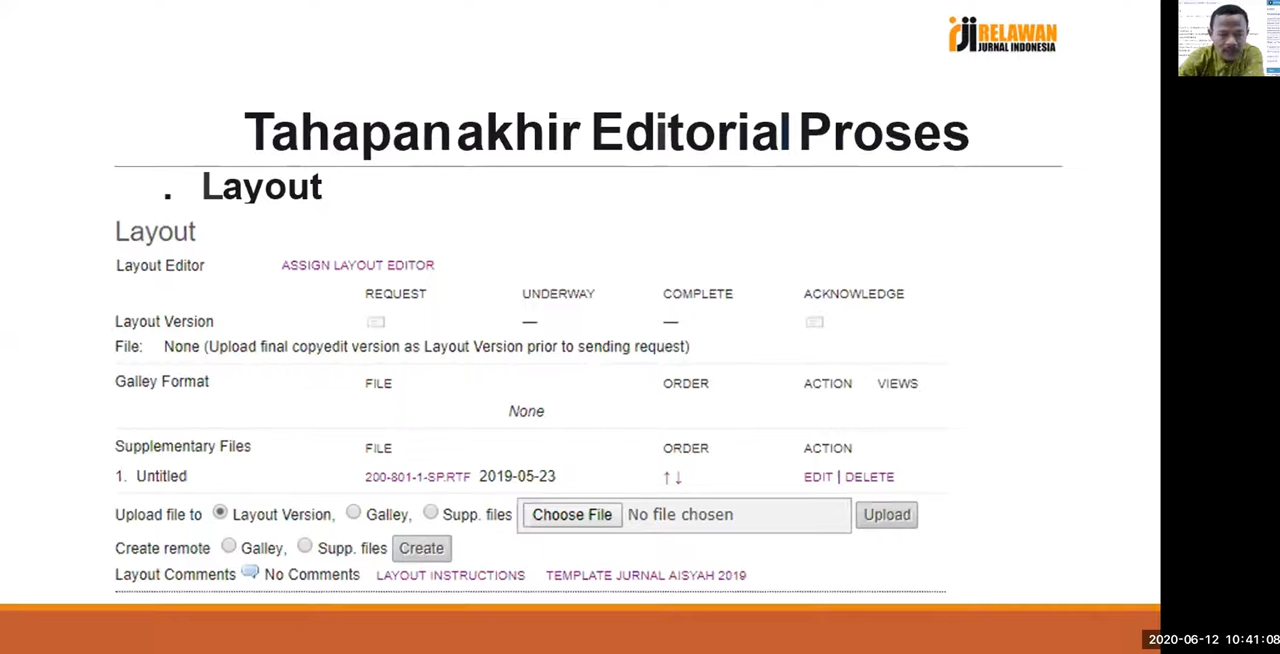 rji RELAWAN
JURNAL INDONESIA
Tahapan akhir Editorial Proses
. Layout
Layout
Layout Editor ASSIGN LAYOUT EDITOR
REQUEST UNDERWAY COMPLETE ACKNOWLEDGE
Layout Version — —
File: None (Upload final copyedit version as Layout Version prior to sending request)
Galley Format FILE ORDER ACTION VIEWS
None
Supplementary Files FILE ORDER ACTION
1. Untitled 200-801-1-SP.RTF 2019-05-23 ↑ ↓ EDIT | DELETE
Upload file to Layout Version, Galley, Supp. files Choose File No file chosen Upload
Create remote Galley, Supp. files Create
Layout Comments No Comments LAYOUT INSTRUCTIONS TEMPLATE JURNAL AISYAH 2019
2020-06-12 10:41:08